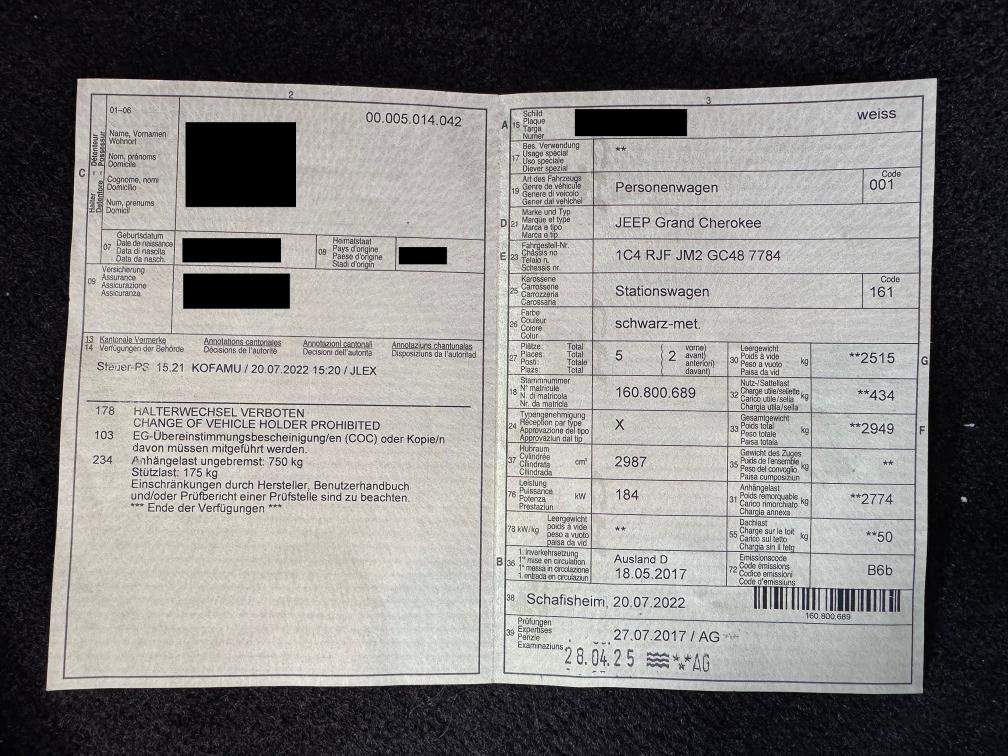 2
01–06
00.005.014.042
C
Halter - Détenteur
Detentore - Possessur
Name, Vornamen
Wohnort
Nom, prénoms
Domicile
Cognome, nomi
Domicilio
Num, prenums
Domicil
07
Geburtsdatum
Date de naissance
Data di nascita
Data da nasch.
08
Heimatstaat
Pays d'origine
Paese d'origine
Stadi d'origin
09
Versicherung
Assurance
Assicurazione
Assicuranza
13
14
Kantonale Vormerke
Verfügungen der Behörde
Annotations cantonales
Décisions de l'autorité
Annotazioni cantonali
Decisioni dell'autorità
Annotaziuns chantunalas
Disposiziuns da l'autoritad
Steuer-PS 15.21 KOFAMU / 20.07.2022 15:20 / JLEX
178 HALTERWECHSEL VERBOTEN
CHANGE OF VEHICLE HOLDER PROHIBITED
103 EG-Übereinstimmungsbescheinigung/en (COC) oder Kopie/n
davon müssen mitgeführt werden.
234 Anhängelast ungebremst: 750 kg
Stützlast: 175 kg
Einschränkungen durch Hersteller, Benutzerhandbuch
und/oder Prüfbericht einer Prüfstelle sind zu beachten.
*** Ende der Verfügungen ***
3
A 15
Schild
Plaque
Targa
Numer
weiss
17
Bes. Verwendung
Usage spécial
Uso speciale
Diever spezial
**
19
Art des Fahrzeugs
Genre de véhicule
Genere di veicolo
Gener dal vehichel
Personenwagen
Code
001
D 21
Marke und Typ
Marque et type
Marca e tipo
Marca e tip
JEEP Grand Cherokee
E 23
Fahrgestell-Nr.
Châssis no
Telaio n.
Schassis nr.
1C4 RJF JM2 GC48 7784
25
Karosserie
Carrosserie
Carrozzeria
Carossaria
Stationswagen
Code
161
26
Farbe
Couleur
Colore
Colur
schwarz-met.
27
Plätze: Total
Places: Total
Posti: Totale
Plazs: Total
5
( 2
vorne)
avant)
anteriori)
davant)
30
Leergewicht
Poids à vide
Peso a vuoto
Paisa da vid
kg
**2515
G
18
Stammnummer
N° matricule
N. di matricola
Nr. da matricla
160.800.689
32
Nutz-/Sattellast
Charge utile/sellette
Carico utile/sella
Chargia utila/sella
kg
**434
24
Typengenehmigung
Réception par type
Approvazione del tipo
Approvaziun dal tip
X
33
Gesamtgewicht
Poids total
Peso totale
Paisa totala
kg
**2949
F
37
Hubraum
Cylindrée
Cilindrata
Cilindrada
cm³
2987
35
Gewicht des Zuges
Poids de l'ensemble
Peso del convoglio
Paisa cumposiziun
kg
**
76
Leistung
Puissance
Potenza
Prestaziun
kW
184
31
Anhängelast
Poids remorquable
Carico rimorchiato
Chargia annexa
kg
**2774
78 kW/kg
Leergewicht
poids à vide
peso a vuoto
paisa da vid
**
55
Dachlast
Charge sur le toit
Carico sul tetto
Chargia sin il tetg
kg
**50
B 36
1. Inverkehrsetzung
1re mise en circulation
1a messa in circolazione
1. entrada en circulaziun
Ausland D
18.05.2017
72
Emissionscode
Code émissions
Codice emissioni
Code d'emissiuns
B6b
38
Schafisheim, 20.07.2022
160.800.689
39
Prüfungen
Expertises
Perizie
Examinaziuns
27.07.2017 / AG **
28.04.25 **AG